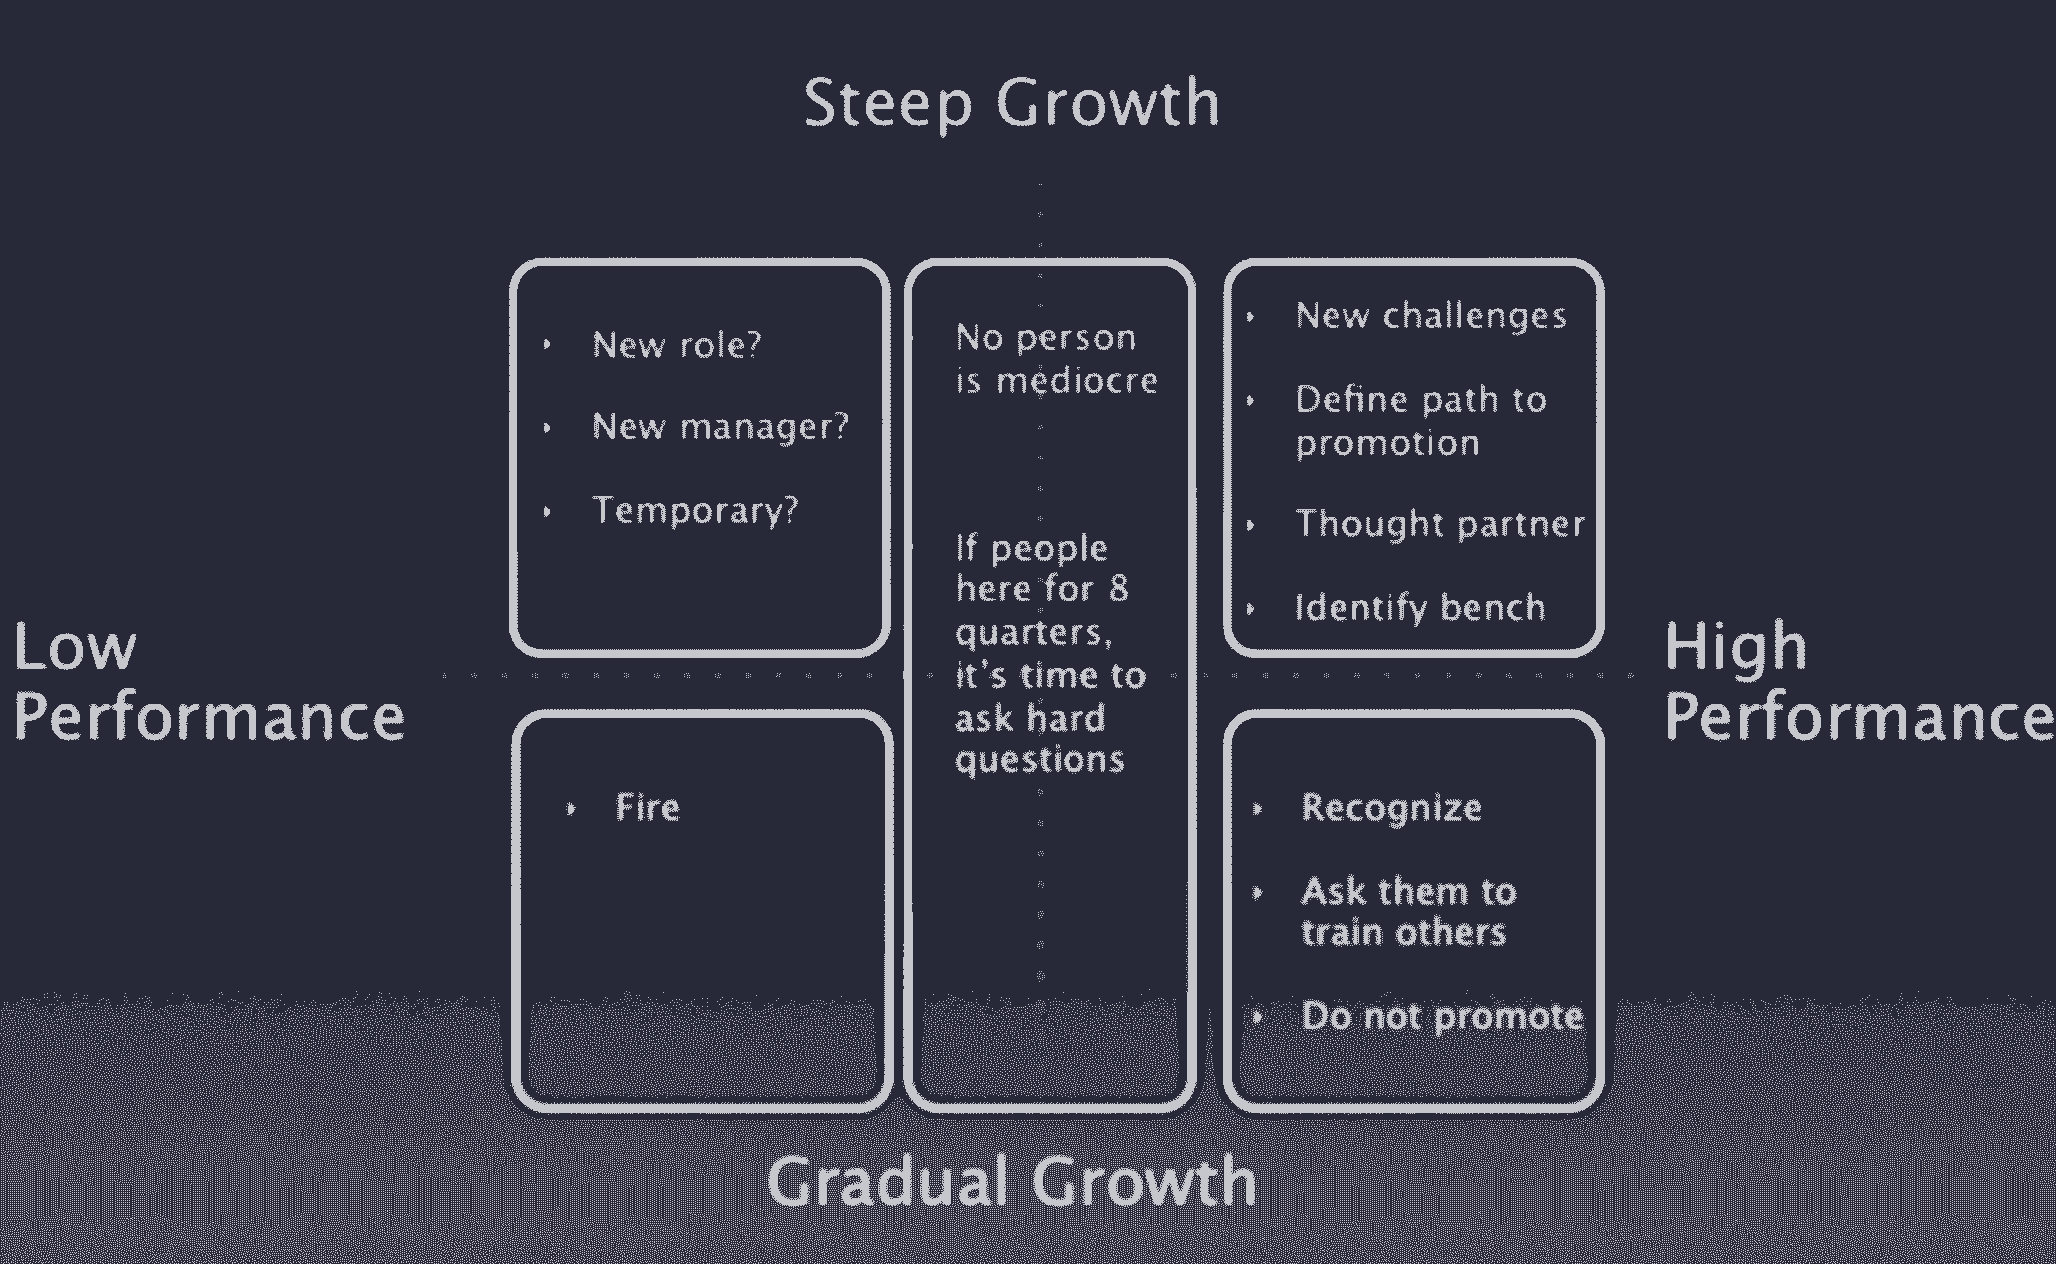 Steep Growth
New role?
New manager?
Temporary?
No person
is mediocre
If people
here for 8
quarters,
it's time to
ask hard
questions
New challenges
Define path to
promotion
Thought partner
Identify bench
Low
Performance
High
Performance
Fire
Recognize
Ask them to
train others
Do not promote
Gradual Growth